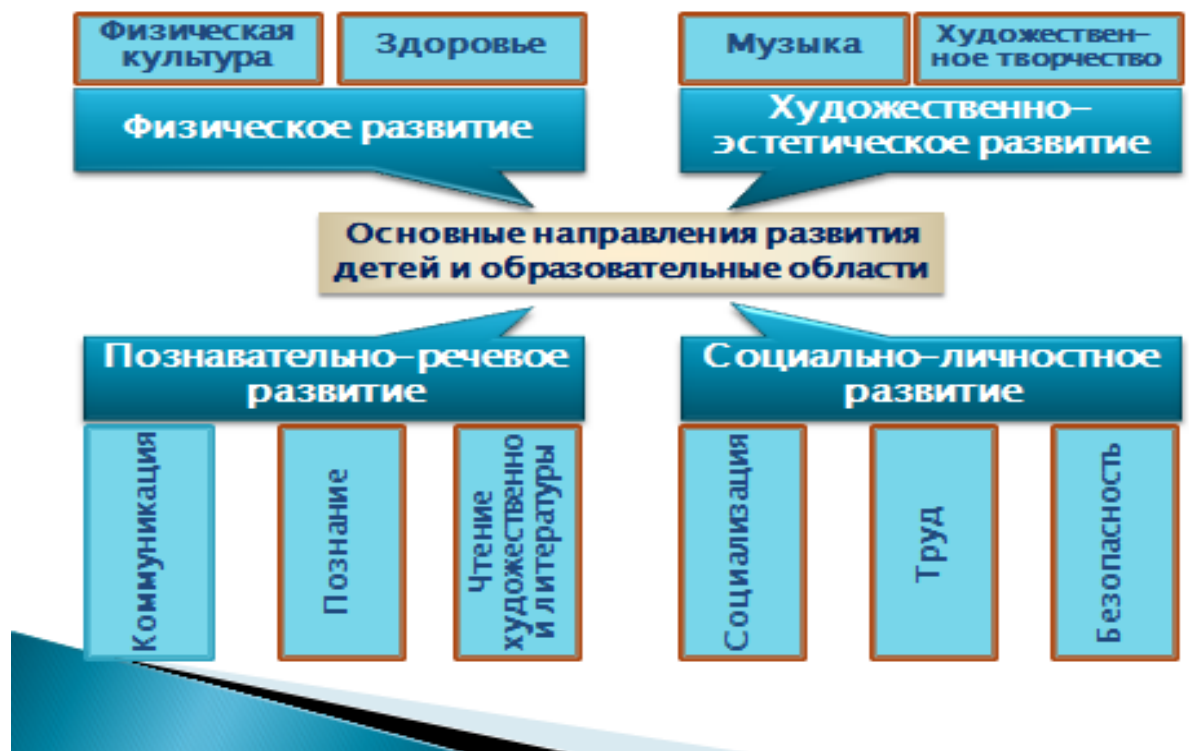 Физическая
культура
Здоровье
Музыка
Художествен-
ное творчество
Физическое развитие
Художественно-
эстетическое развитие
Основные направления развития
детей и образовательные области
Познавательно-речевое
развитие
Социально-личностное
развитие
Коммуникация
Познание
Чтение
художественно
й литературы
Социализация
Труд
Безопасность